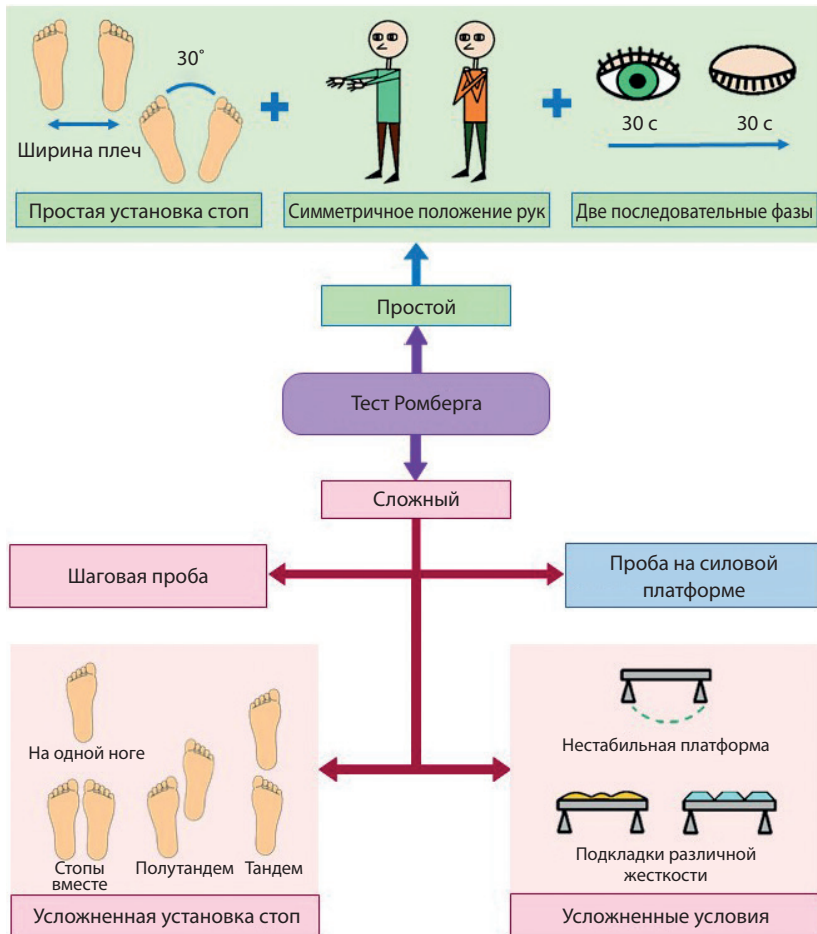 30°
Ширина плеч
30 с
30 с
Простая установка стоп
Симметричное положение рук
Две последовательные фазы
Простой
Тест Ромберга
Сложный
Шаговая проба
Проба на силовой
платформе
На одной ноге
Стопы
вместе
Полутандем
Тандем
Усложненная установка стоп
Нестабильная платформа
Подкладки различной
жесткости
Усложненные условия